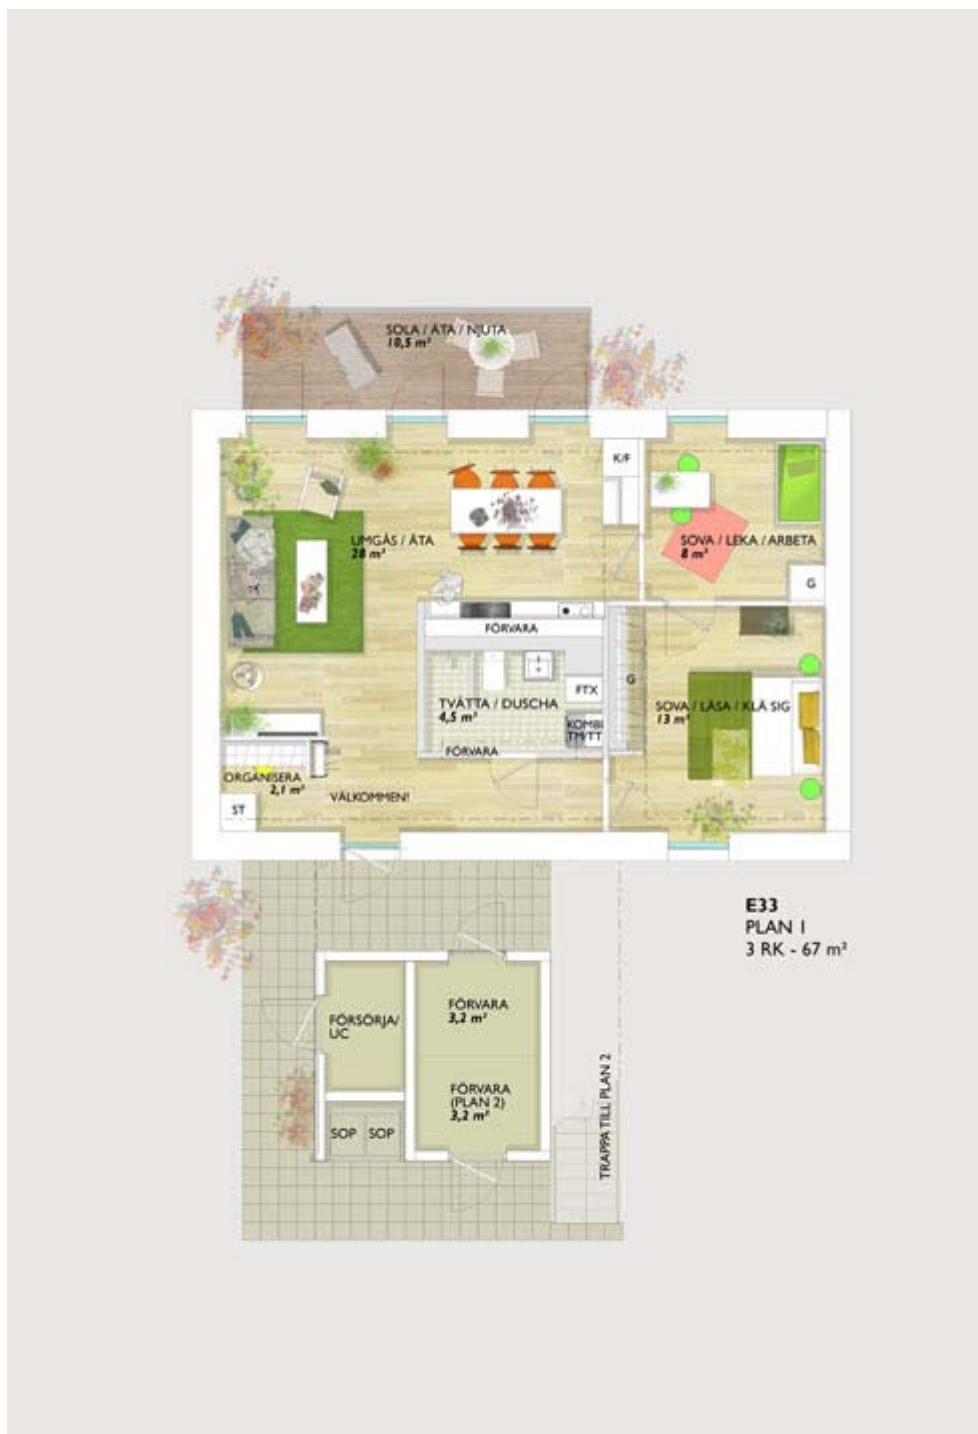 SOLA / ÄTA / NJUTA
10,5 m²
K/F
UMGÅS / ÄTA
28 m²
SOVA / LEKA / ARBETA
8 m²
G
FÖRVARA
G
FTX
TVÄTTA / DUSCHA
4,5 m²
SOVA / LÄSA / KLÄ SIG
13 m²
KOMBI
TM/TT
FÖRVARA
ORGANISERA
2,1 m²
VÄLKOMMEN!
ST
E33
PLAN 1
3 RK - 67 m²
FÖRVARA
3,2 m²
FÖRSÖRJA/
UC
FÖRVARA
(PLAN 2)
3,2 m²
SOP SOP
TRAPPA TILL PLAN 2